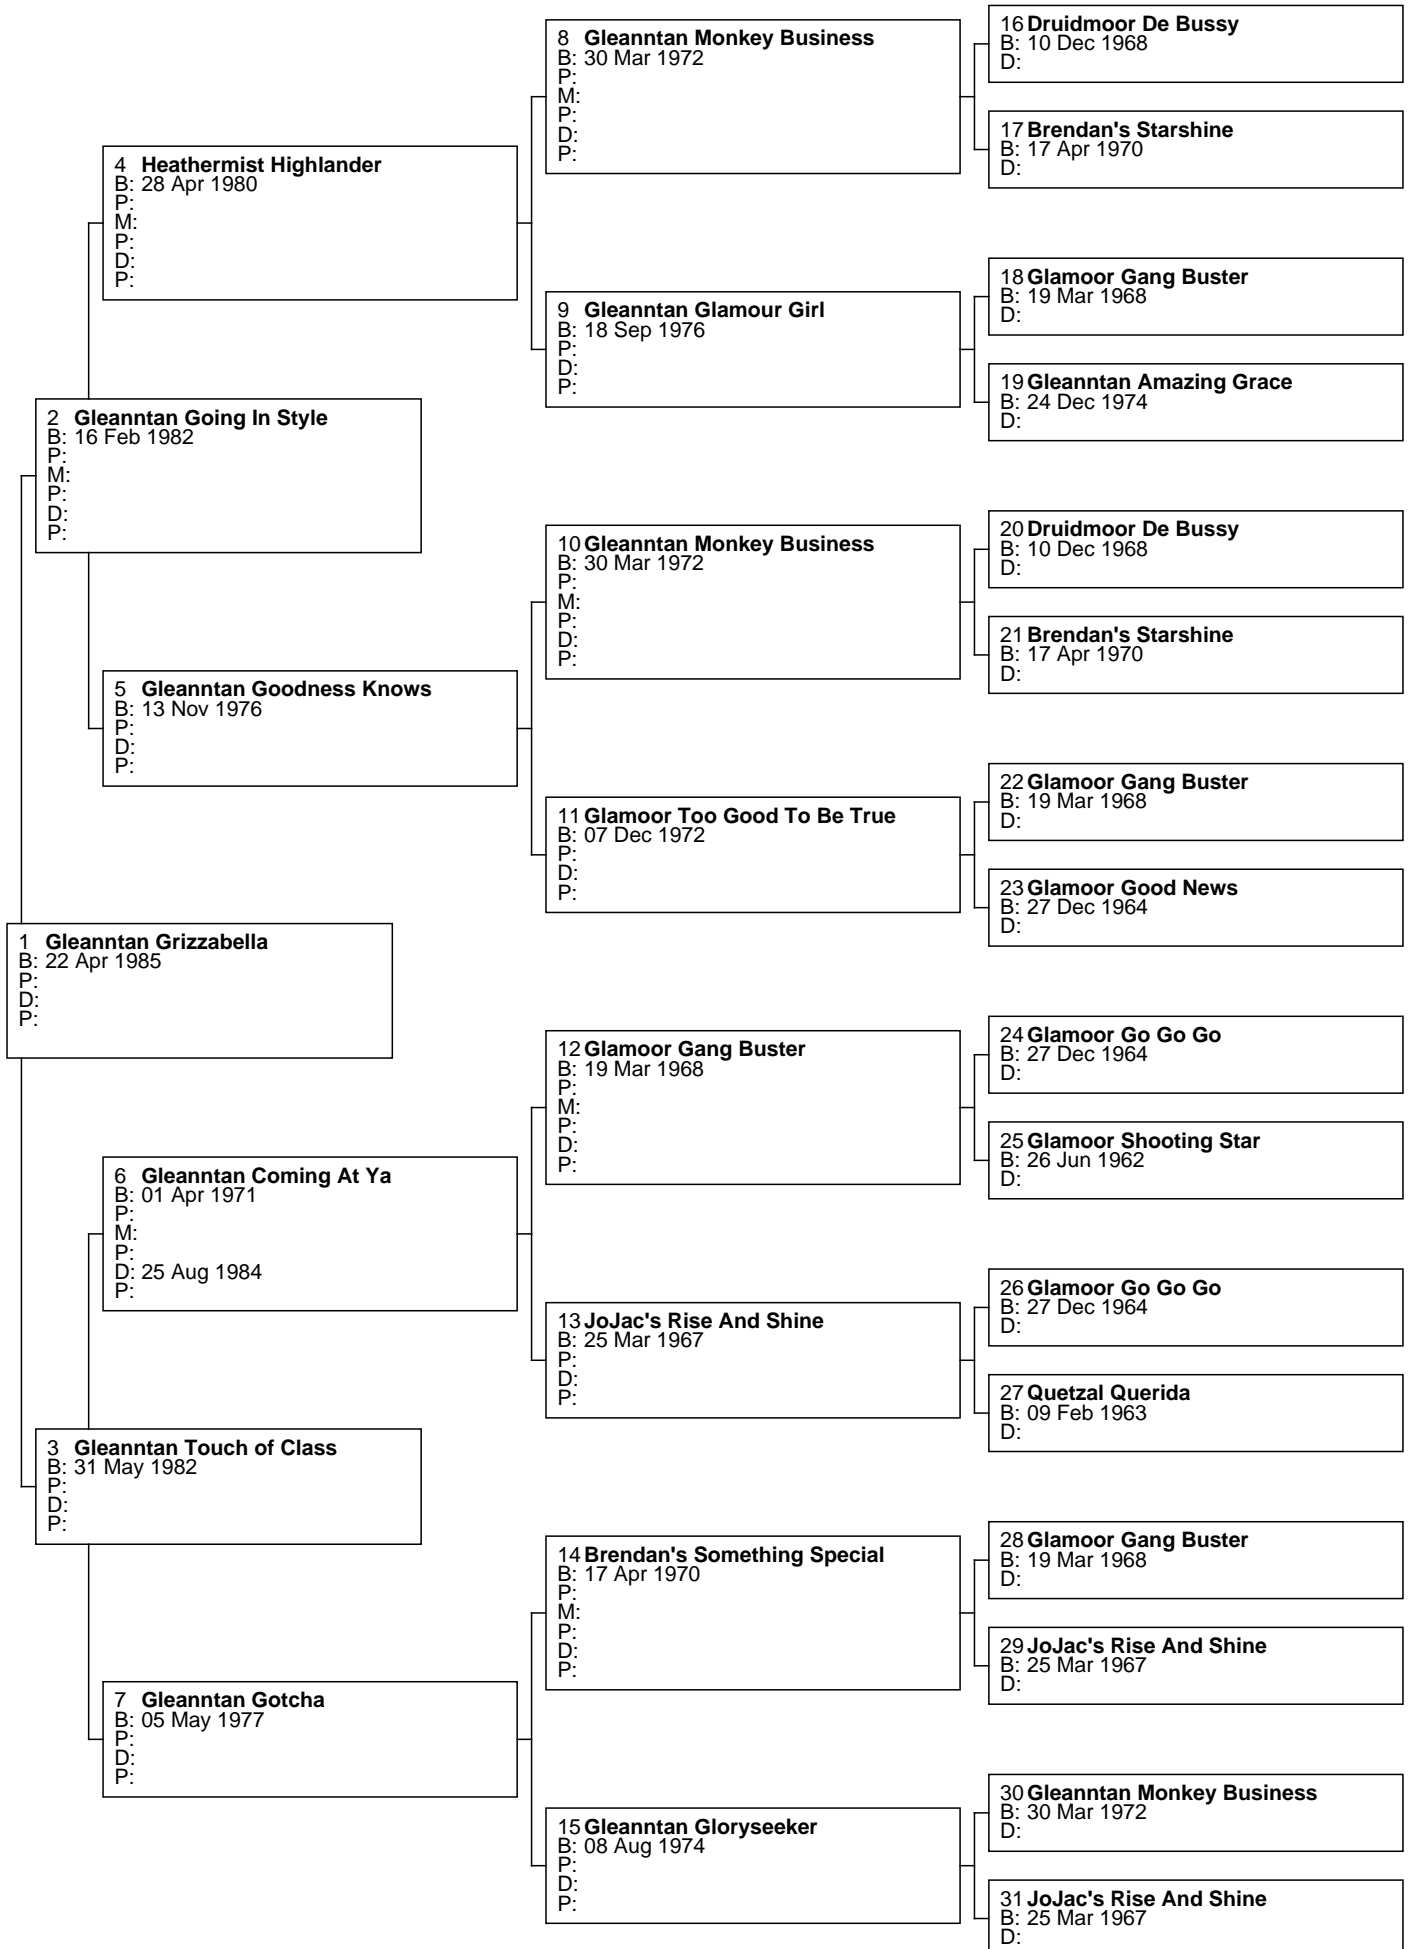 8 Gleanntan Monkey Business
B: 30 Mar 1972
P:
M:
P:
D:
P:
16 Druidmoor De Bussy
B: 10 Dec 1968
D:
17 Brendan's Starshine
B: 17 Apr 1970
D:
4 Heathermist Highlander
B: 28 Apr 1980
P:
M:
P:
D:
P:
9 Gleanntan Glamour Girl
B: 18 Sep 1976
P:
D:
P:
18 Glamoor Gang Buster
B: 19 Mar 1968
D:
19 Gleanntan Amazing Grace
B: 24 Dec 1974
D:
2 Gleanntan Going In Style
B: 16 Feb 1982
P:
M:
P:
D:
P:
10 Gleanntan Monkey Business
B: 30 Mar 1972
P:
M:
P:
D:
P:
20 Druidmoor De Bussy
B: 10 Dec 1968
D:
21 Brendan's Starshine
B: 17 Apr 1970
D:
5 Gleanntan Goodness Knows
B: 13 Nov 1976
P:
D:
P:
11 Glamoor Too Good To Be True
B: 07 Dec 1972
P:
D:
P:
22 Glamoor Gang Buster
B: 19 Mar 1968
D:
23 Glamoor Good News
B: 27 Dec 1964
D:
1 Gleanntan Grizzabella
B: 22 Apr 1985
P:
D:
P:
12 Glamoor Gang Buster
B: 19 Mar 1968
P:
M:
P:
D:
P:
24 Glamoor Go Go Go
B: 27 Dec 1964
D:
25 Glamoor Shooting Star
B: 26 Jun 1962
D:
6 Gleanntan Coming At Ya
B: 01 Apr 1971
P:
M:
P:
D: 25 Aug 1984
P:
13 JoJac's Rise And Shine
B: 25 Mar 1967
P:
D:
P:
26 Glamoor Go Go Go
B: 27 Dec 1964
D:
27 Quetzal Querida
B: 09 Feb 1963
D:
3 Gleanntan Touch of Class
B: 31 May 1982
P:
D:
P:
14 Brendan's Something Special
B: 17 Apr 1970
P:
M:
P:
D:
P:
28 Glamoor Gang Buster
B: 19 Mar 1968
D:
29 JoJac's Rise And Shine
B: 25 Mar 1967
D:
7 Gleanntan Gotcha
B: 05 May 1977
P:
D:
P:
15 Gleanntan Gloryseeker
B: 08 Aug 1974
P:
D:
P:
30 Gleanntan Monkey Business
B: 30 Mar 1972
D:
31 JoJac's Rise And Shine
B: 25 Mar 1967
D: